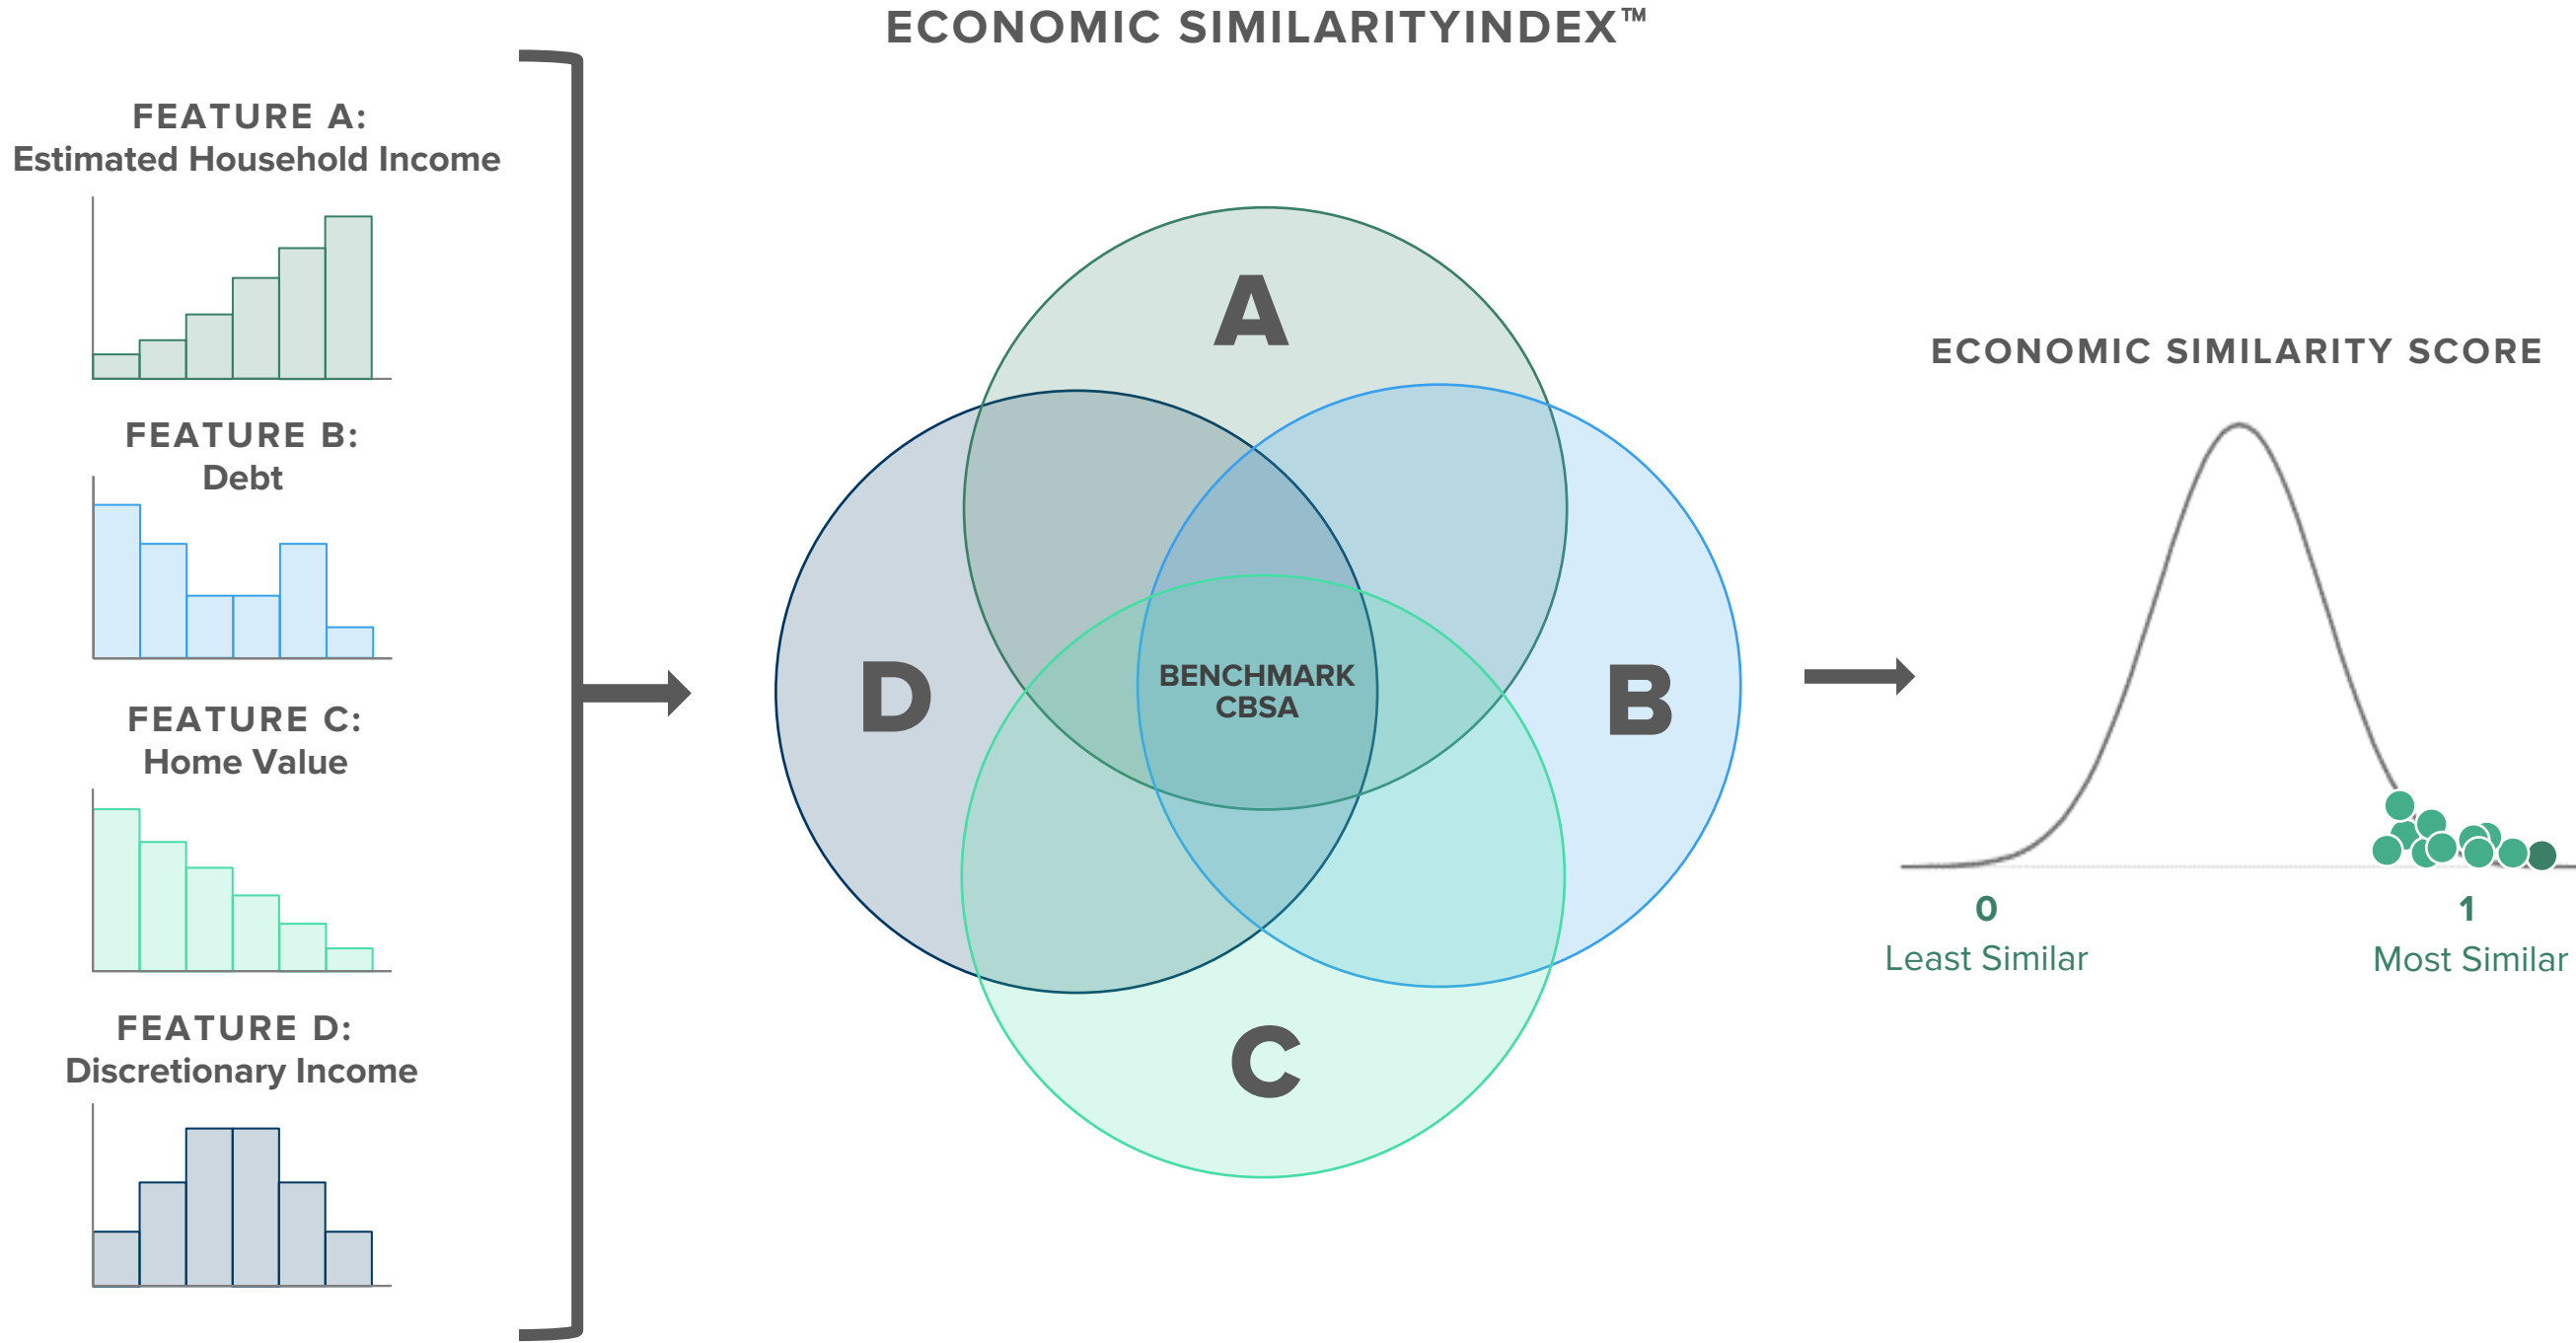 ECONOMIC SIMILARITYINDEX™
FEATURE A:
Estimated Household Income
FEATURE B:
Debt
FEATURE C:
Home Value
FEATURE D:
Discretionary Income
A
D
BENCHMARK
CBSA
B
C
ECONOMIC SIMILARITY SCORE
0
1
Least Similar
Most Similar